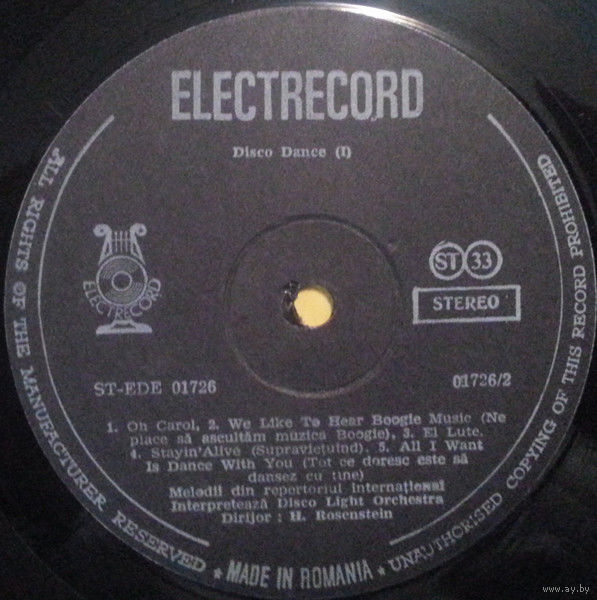 ELECTRECORD
Disco Dance (I)
ALL RIGHTS OF THE MANUFACTURER RESERVED ★ MADE IN ROMANIA ★ UNAUTHORISED COPYING OF THIS RECORD PROHIBITED
ELECTRECORD
ST 33
STEREO
ST-EDE 01726
01726/2
1. Oh Carol, 2. We Like To Hear Boogie Music (Ne
place să ascultăm muzica Boogie), 3. El Lute,
4. Stayin'Alive (Supraviețuind). 5. All I Want
Is Dance With You (Tot ce doresc este să
dansez cu tine)
Melodii din repertoriul internațional
Interpretează Disco Light Orchestra
Dirijor : H. Rosenstein
www.ay.by